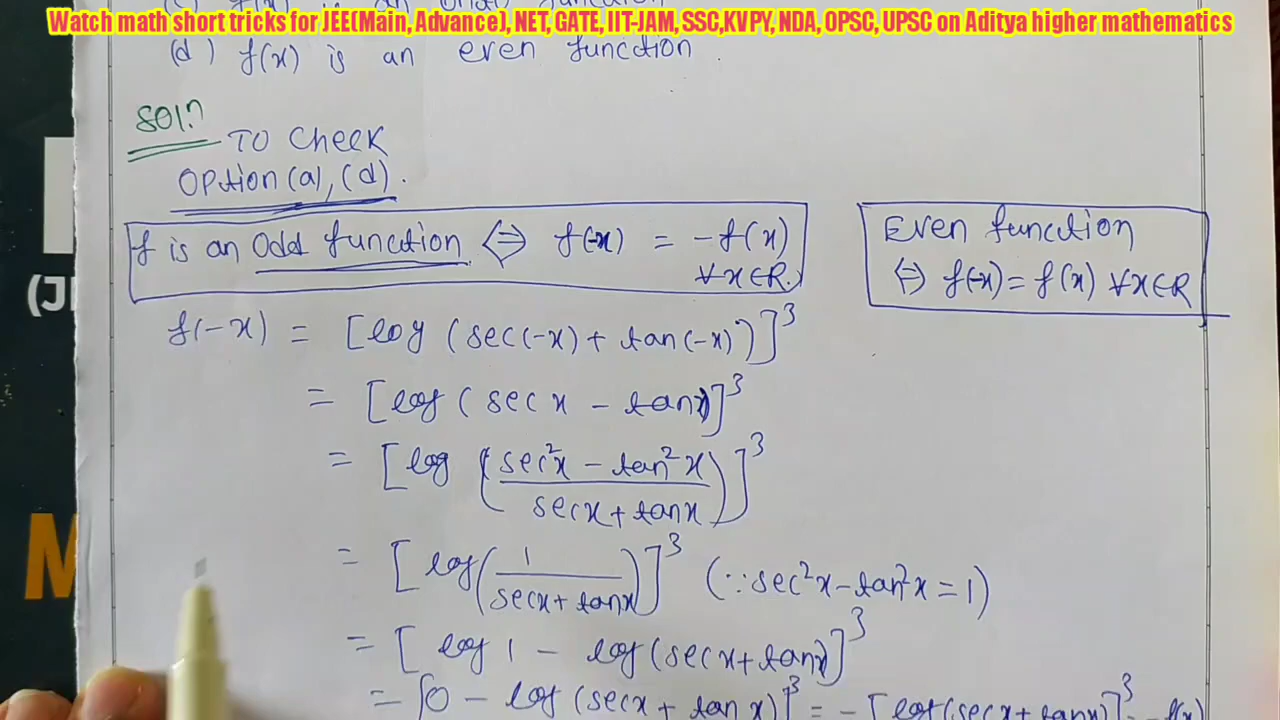 Watch math short tricks for JEE(Main, Advance), NET, GATE, IIT-JAM, SSC,KVPY, NDA, OPSC, UPSC on Aditya higher mathematics
(d) f(x) is an even function
Sol?
To check
option (a), (d).
f is an odd function ⇔ f(-x) = -f(x)
∀x∈R.
Even function
⇔ f(-x) = f(x) ∀x∈R
(J
f(-x) = [log (sec(-x) + tan(-x))]³
= [log (sec x - tan x)]³
= [log ((sec²x - tan²x)/(sec x + tan x))]³
= [log(1/(sec x + tan x))]³ (∵ sec²x - tan²x = 1)
M
= [log 1 - log (sec x + tan x)]³
= [0 - log (sec x + tan x)]³ = - [log(sec x + tan x)]³ = -f(x)